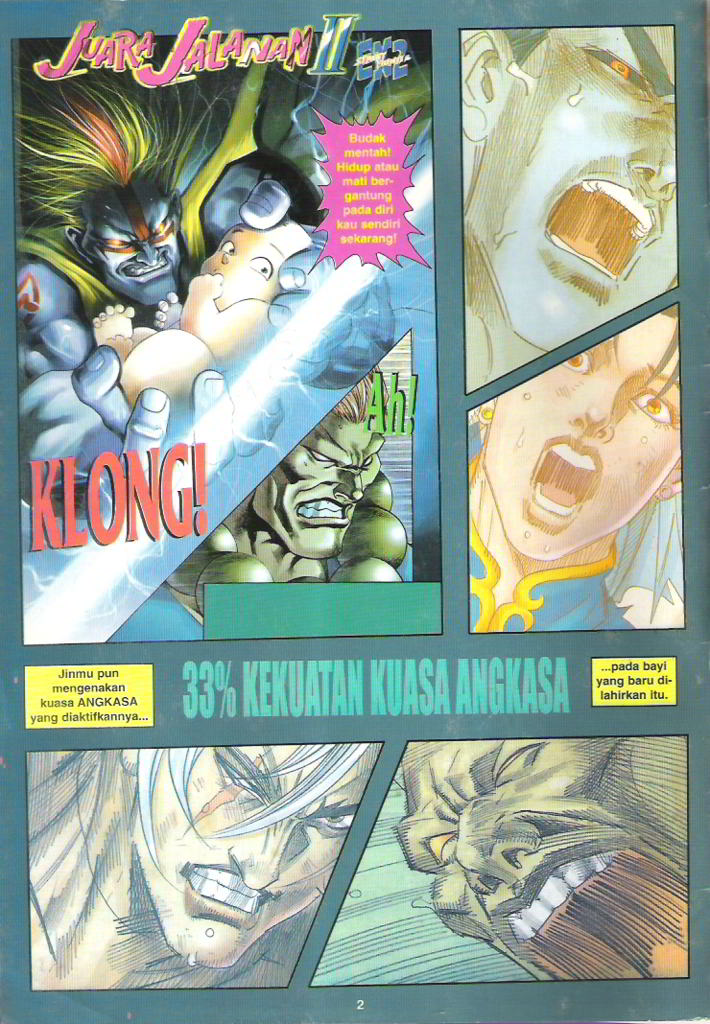 JUARA JALANAN II
EX2
Budak
mentah!
Hidup atau
mati ber-
gantung
pada diri
kau sendiri
sekarang!
Ah!
KLONG!
Jinmu pun
mengenakan
kuasa ANGKASA
yang diaktifkannya...
33% KEKUATAN KUASA ANGKASA
...pada bayi
yang baru di-
lahirkan itu.
2